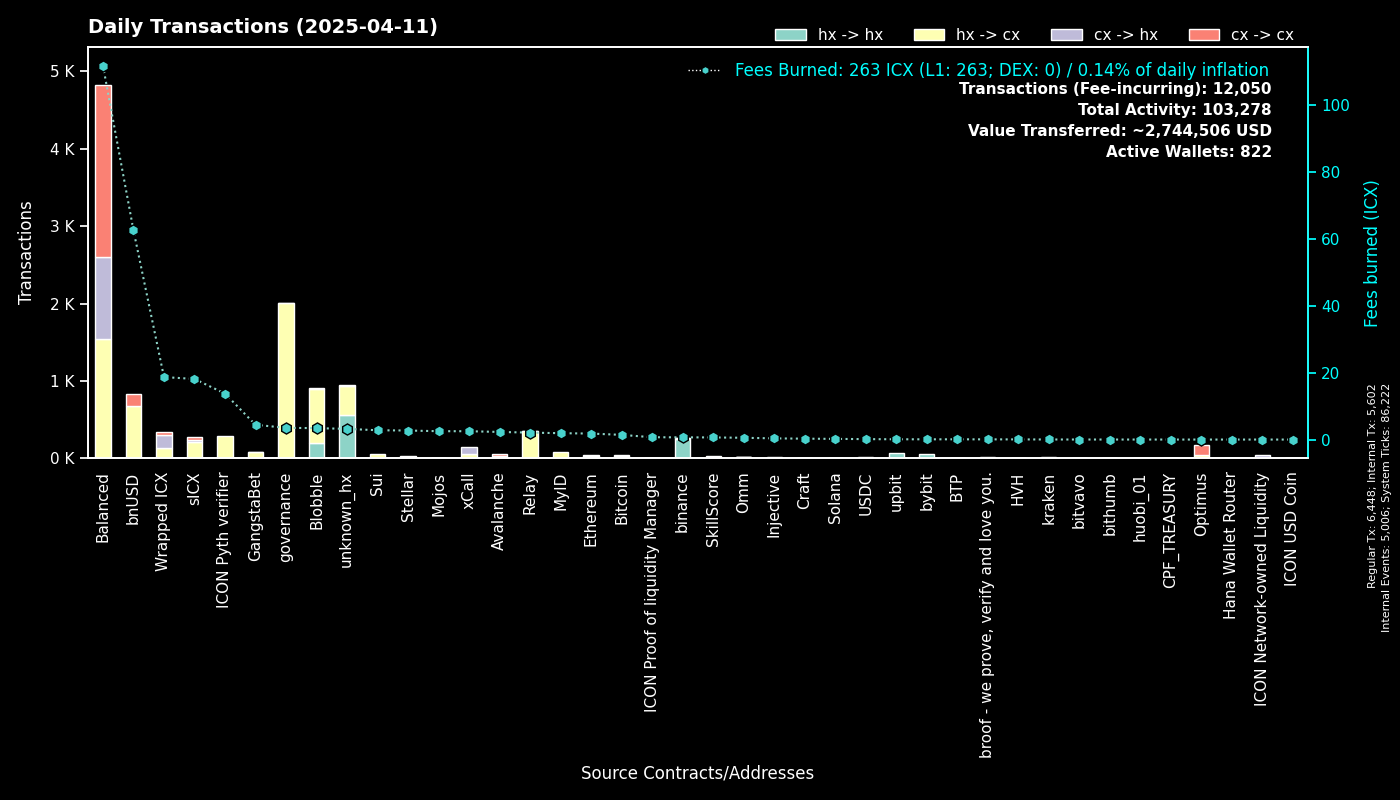 Daily Transactions (2025-04-11)
hx -> hx
hx -> cx
cx -> hx
cx -> cx
Fees Burned: 263 ICX (L1: 263; DEX: 0) / 0.14% of daily inflation
Transactions (Fee-incurring): 12,050
Total Activity: 103,278
Value Transferred: ~2,744,506 USD
Active Wallets: 822
Transactions
5 K
4 K
3 K
2 K
1 K
0 K
100
80
60
40
20
0
Fees burned (ICX)
Balanced
bnUSD
Wrapped ICX
sICX
ICON Pyth verifier
GangstaBet
governance
Blobble
unknown_hx
Sui
Stellar
Mojos
xCall
Avalanche
Relay
MyID
Ethereum
Bitcoin
ICON Proof of liquidity Manager
binance
SkillScore
Omm
Injective
Craft
Solana
USDC
upbit
bybit
BTP
broof - we prove, verify and love you.
HVH
kraken
bitvavo
bithumb
huobi_01
CPF_TREASURY
Optimus
Hana Wallet Router
ICON Network-owned Liquidity
ICON USD Coin
Source Contracts/Addresses
Regular Tx: 6,448; Internal Tx: 5,602
Internal Events: 5,006; System Ticks: 86,222